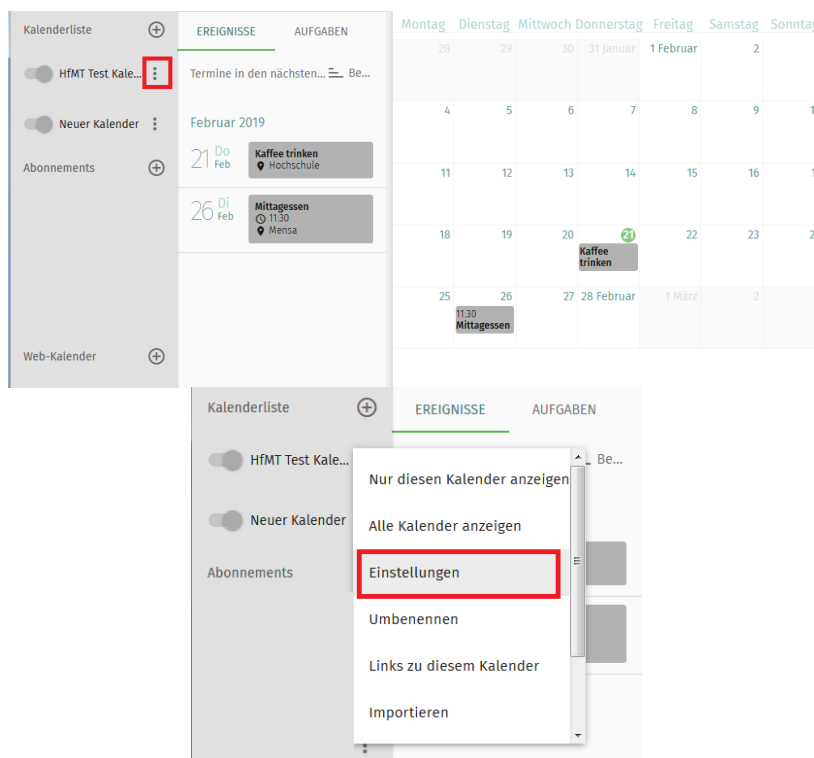 Kalenderliste
HfMT Test Kale...
Neuer Kalender
Abonnements
Web-Kalender
EREIGNISSE AUFGABEN
Termine in den nächsten... Be...
Februar 2019
21 Do Feb
Kaffee trinken
Hochschule
26 Di Feb
Mittagessen
11:30
Mensa
Montag Dienstag Mittwoch Donnerstag Freitag Samstag Sonntag
28 29 30 31 Januar 1 Februar 2
4 5 6 7 8 9 1
11 12 13 14 15 16 1
18 19 20 21 22 23 2
Kaffee
trinken
25 26 27 28 Februar 1 März 2
11:30
Mittagessen
Kalenderliste
HfMT Test Kale...
Neuer Kalender
Abonnements
EREIGNISSE AUFGABEN
Be...
Nur diesen Kalender anzeigen
Alle Kalender anzeigen
Einstellungen
Umbenennen
Links zu diesem Kalender
Importieren